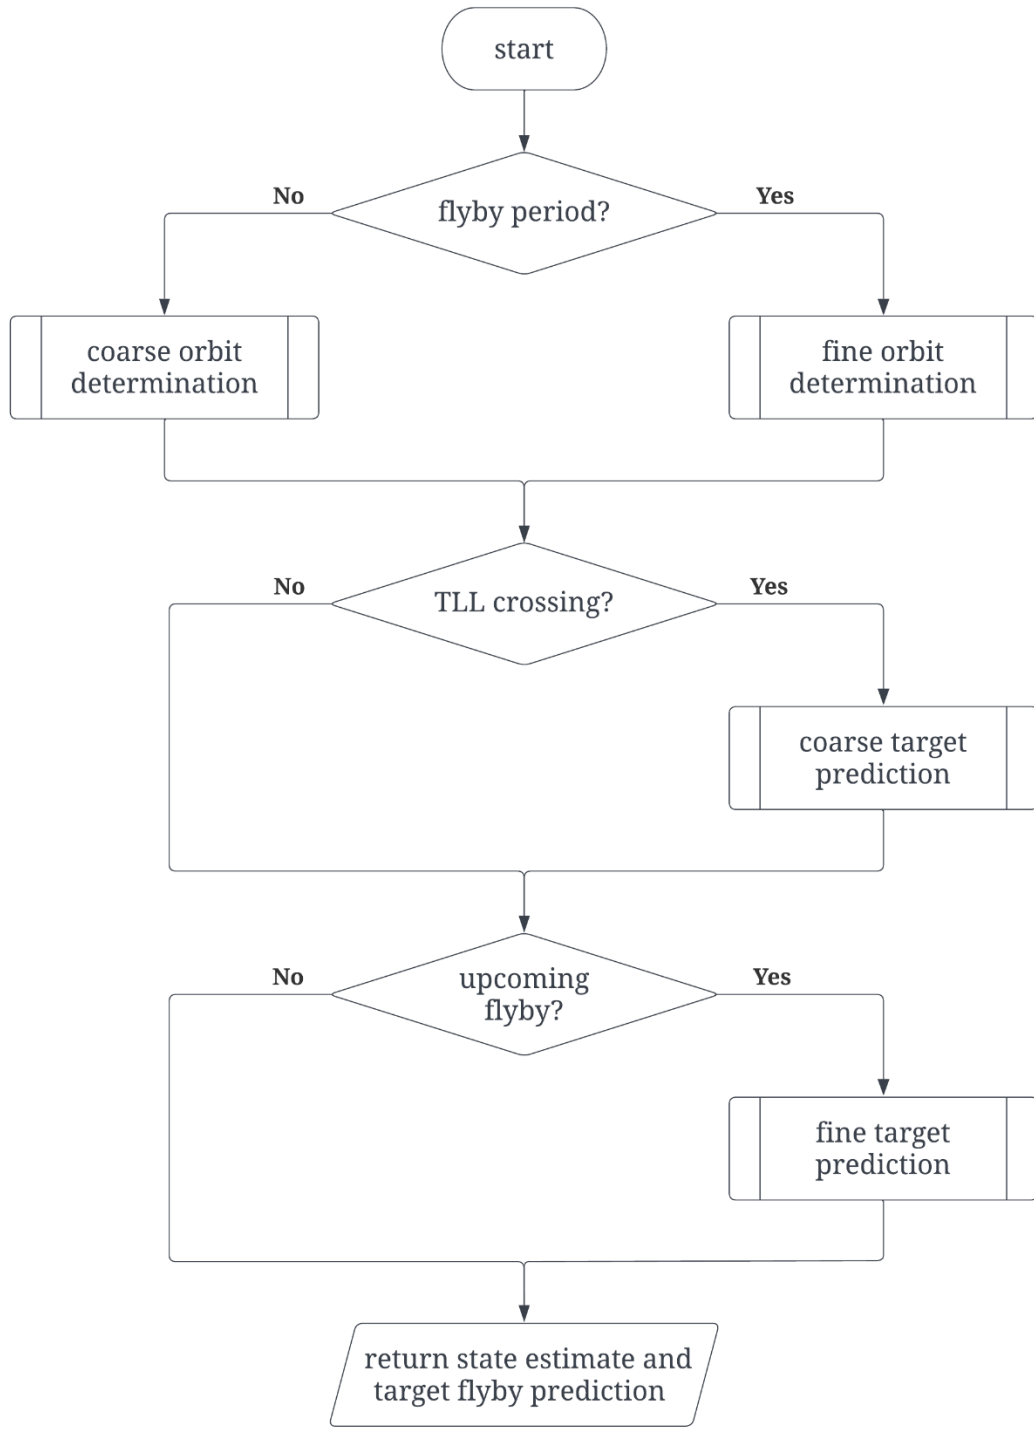 start
flyby period?
No
Yes
coarse orbit
determination
fine orbit
determination
TLL crossing?
No
Yes
coarse target
prediction
upcoming
flyby?
No
Yes
fine target
prediction
return state estimate and
target flyby prediction